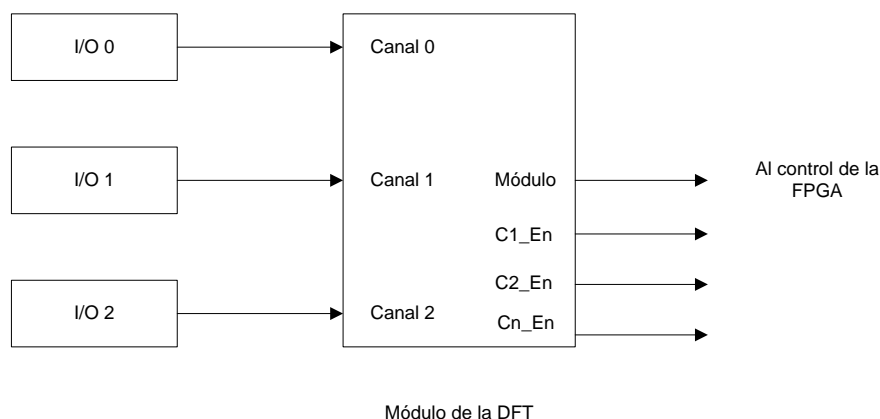 I/O 0
Canal 0
I/O 1
Canal 1
Módulo
Al control de la
FPGA
C1_En
C2_En
I/O 2
Canal 2
Cn_En
Módulo de la DFT